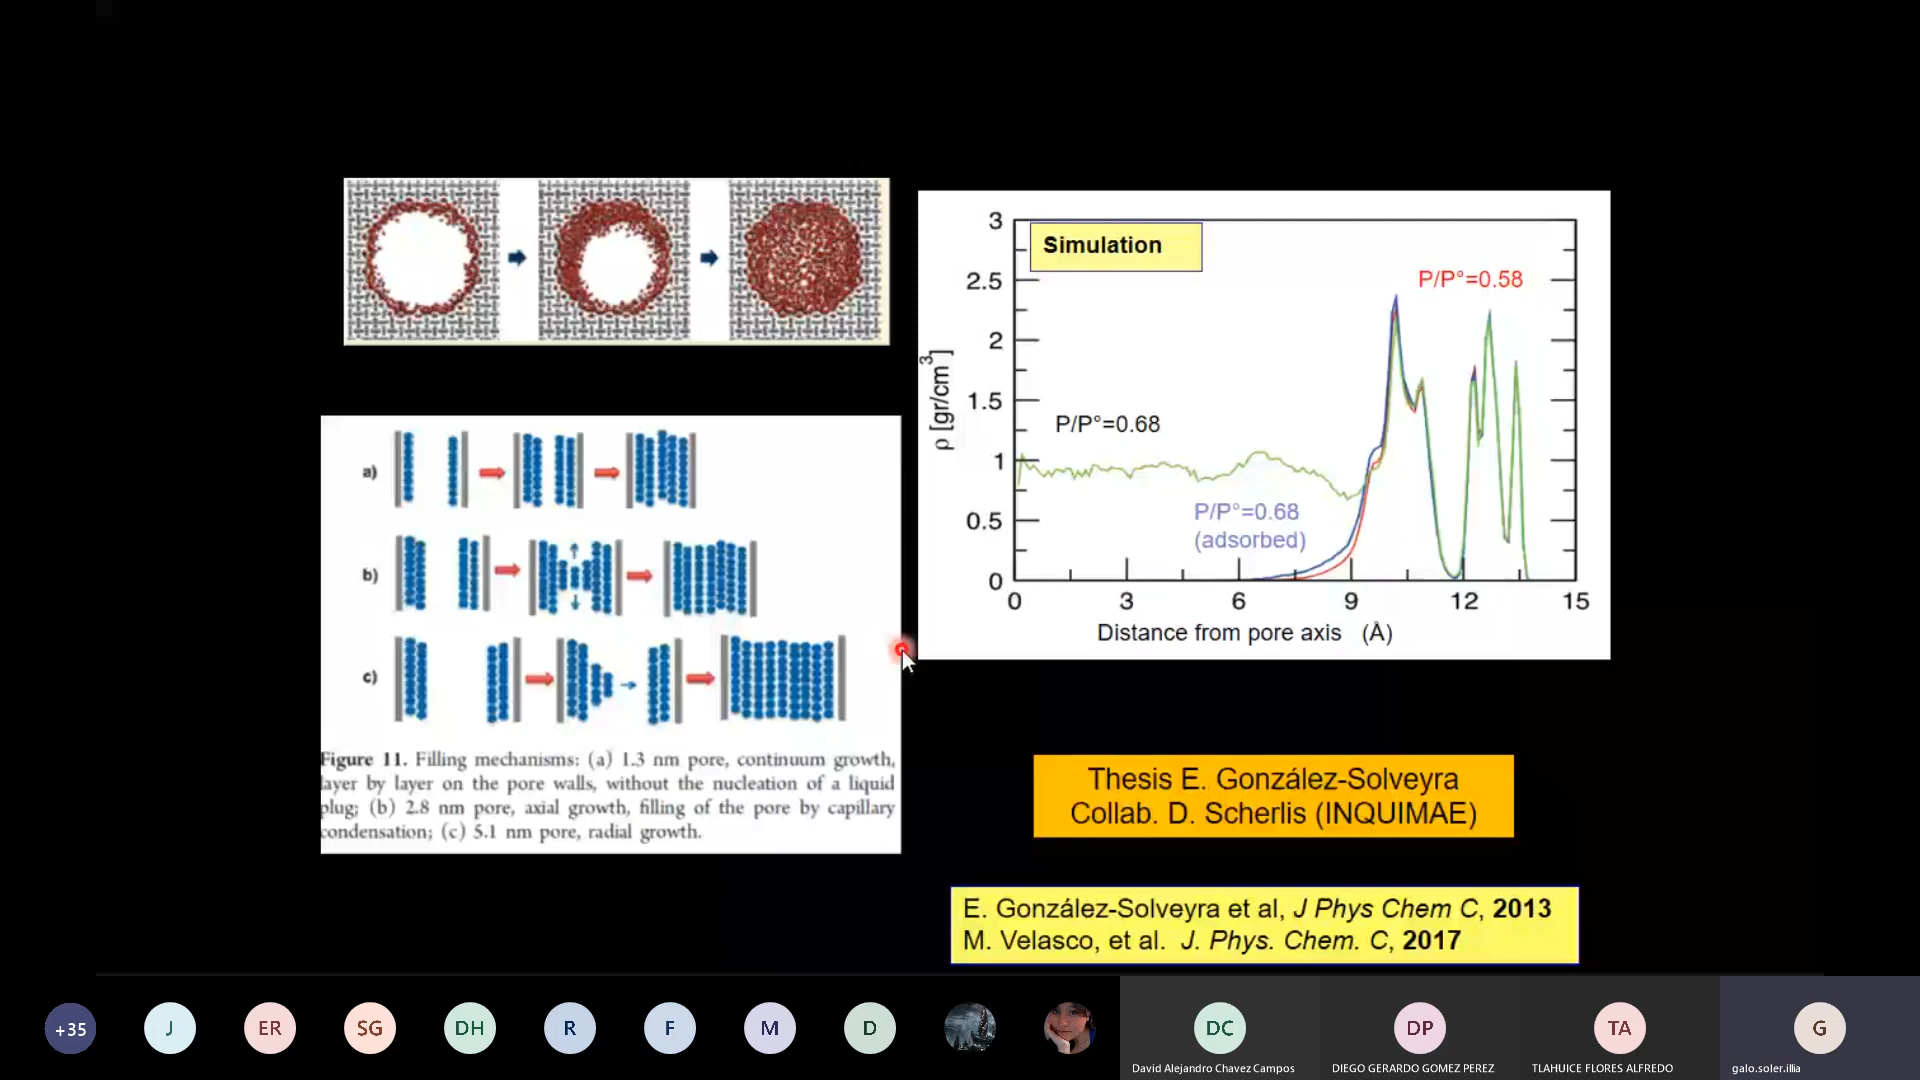 Simulation
P/P°=0.58
P/P°=0.68
P/P°=0.68
(adsorbed)
3
2.5
2
1.5
1
0.5
0
ρ [gr/cm³]
0 3 6 9 12 15
Distance from pore axis (Å)
a)
b)
c)
Figure 11. Filling mechanisms: (a) 1.3 nm pore, continuum growth,
layer by layer on the pore walls, without the nucleation of a liquid
plug; (b) 2.8 nm pore, axial growth, filling of the pore by capillary
condensation; (c) 5.1 nm pore, radial growth.
Thesis E. González-Solveyra
Collab. D. Scherlis (INQUIMAE)
E. González-Solveyra et al, J Phys Chem C, 2013
M. Velasco, et al. J. Phys. Chem. C, 2017
+35
J
ER
SG
DH
R
F
M
D
DC
David Alejandro Chavez Campos
DP
DIEGO GERARDO GOMEZ PEREZ
TA
TLAHUICE FLORES ALFREDO
G
galo.soler.illia